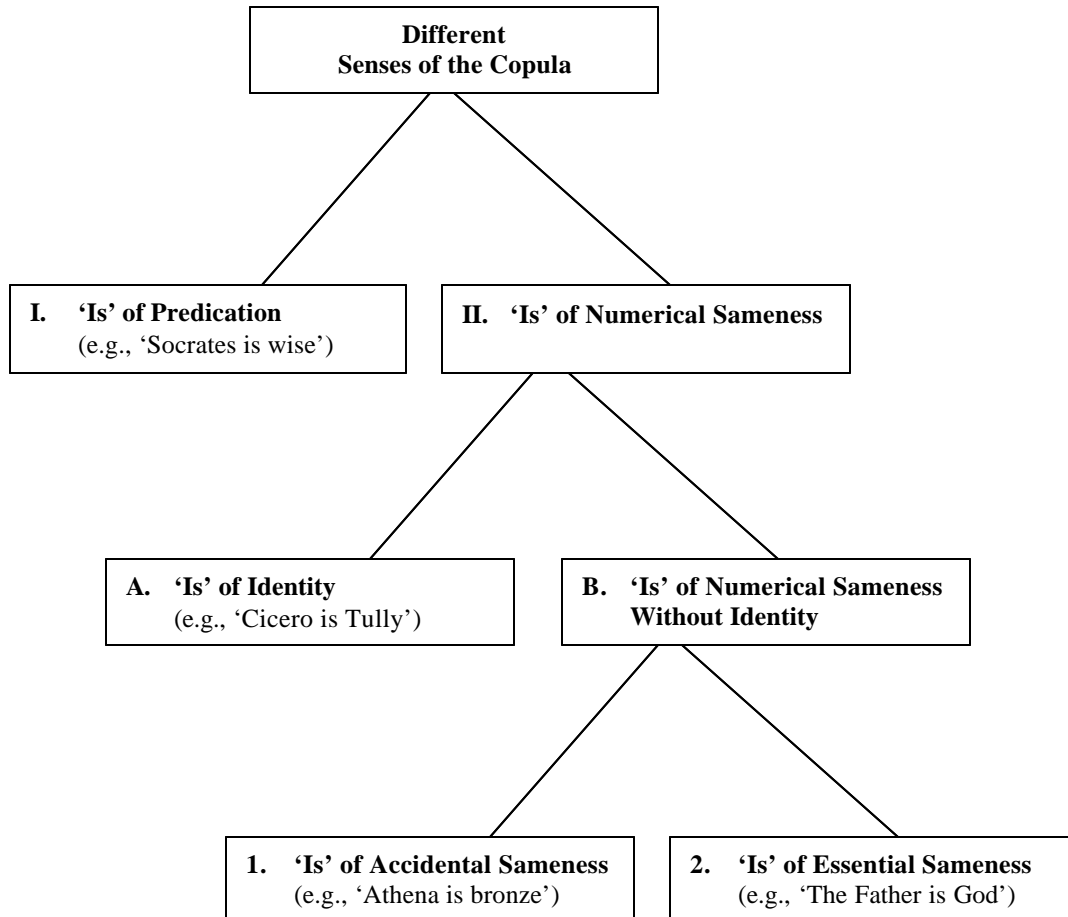 Different
Senses of the Copula
I. ‘Is’ of Predication
(e.g., ‘Socrates is wise’)
II. ‘Is’ of Numerical Sameness
A. ‘Is’ of Identity
(e.g., ‘Cicero is Tully’)
B. ‘Is’ of Numerical Sameness
Without Identity
1. ‘Is’ of Accidental Sameness
(e.g., ‘Athena is bronze’)
2. ‘Is’ of Essential Sameness
(e.g., ‘The Father is God’)